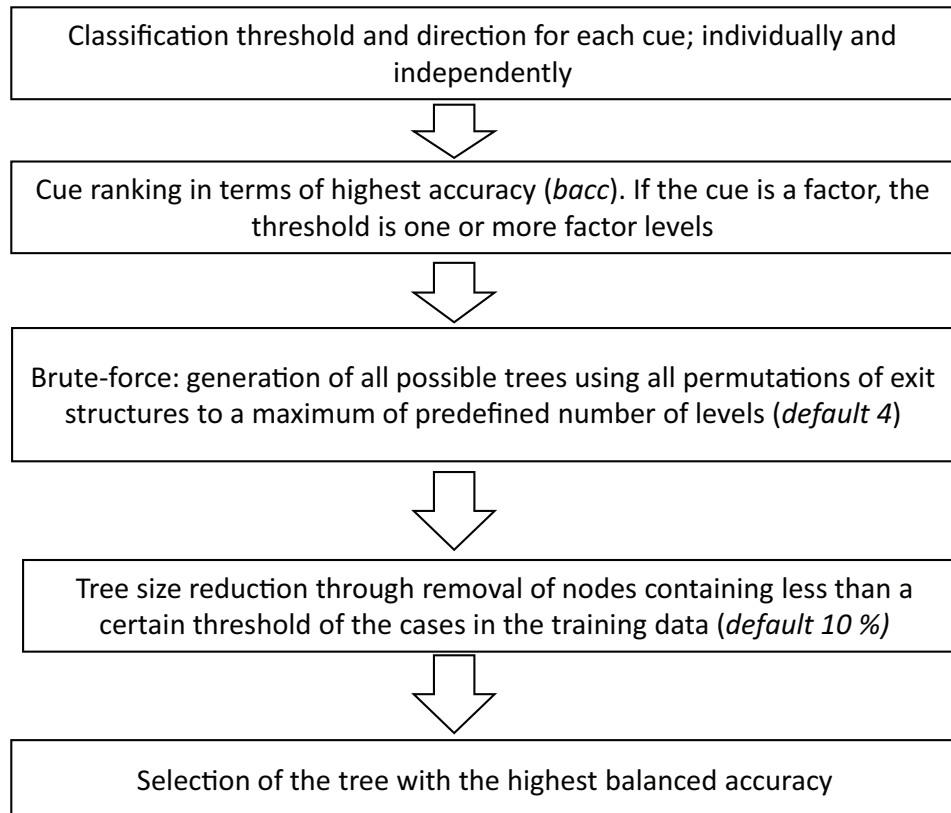 Classification threshold and direction for each cue; individually and
independently
Cue ranking in terms of highest accuracy (bacc). If the cue is a factor, the
threshold is one or more factor levels
Brute-force: generation of all possible trees using all permutations of exit
structures to a maximum of predefined number of levels (default 4)
Tree size reduction through removal of nodes containing less than a
certain threshold of the cases in the training data (default 10 %)
Selection of the tree with the highest balanced accuracy